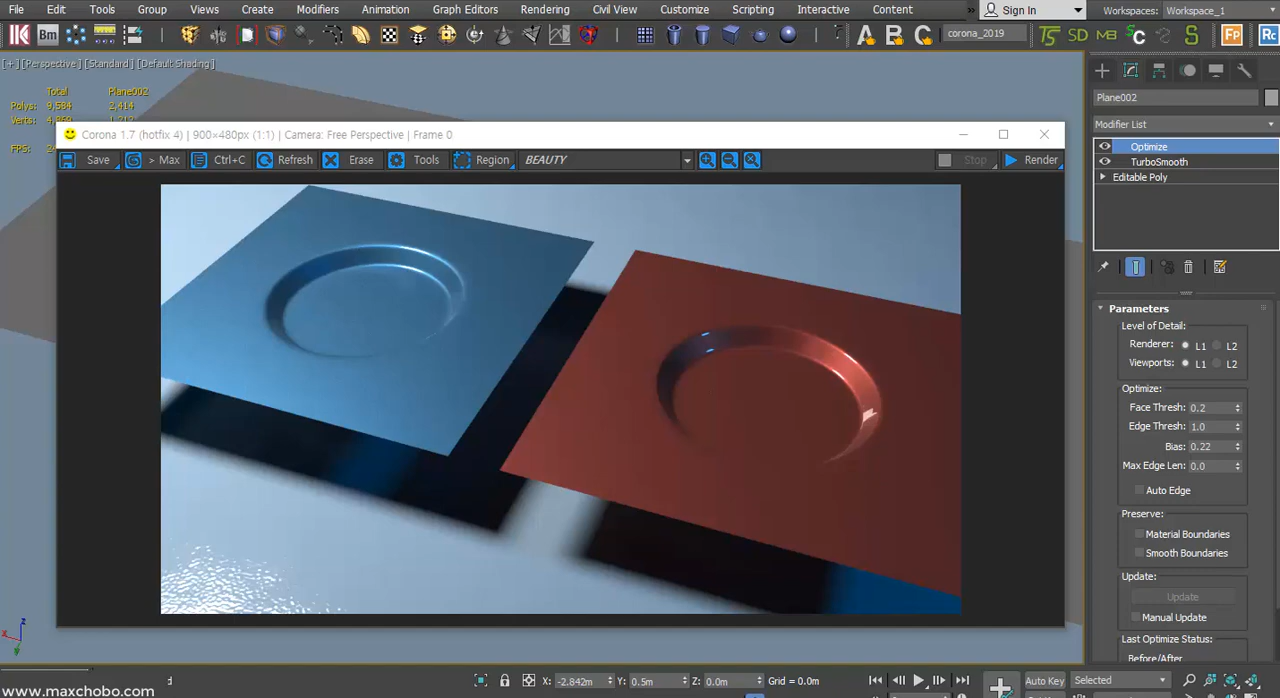 File Edit Tools Group Views Create Modifiers Animation Graph Editors Rendering Civil View Customize Scripting Interactive Content » Sign In Workspaces: Workspace_1
Bm A B C corona_2019 TS SD MB C S Fp Rc
[+] [Perspective] [Standard] [Default Shading]
Total Plane002
Polys: 9,584 2,414
Verts:
FPS:
Corona 1.7 (hotfix 4) | 900×480px (1:1) | Camera: Free Perspective | Frame 0
Save > Max Ctrl+C Refresh Erase Tools Region BEAUTY Stop Render
Plane002
Modifier List
Optimize
TurboSmooth
Editable Poly
Parameters
Level of Detail:
Renderer: L1 L2
Viewports: L1 L2
Optimize:
Face Thresh: 0.2
Edge Thresh: 1.0
Bias: 0.22
Max Edge Len: 0.0
Auto Edge
Preserve:
Material Boundaries
Smooth Boundaries
Update:
Update
Manual Update
Last Optimize Status:
Before/After
z
x
y
X: -2.842m Y: 0.5m Z: 0.0m Grid = 0.0m Auto Key Selected
www.maxchobo.com